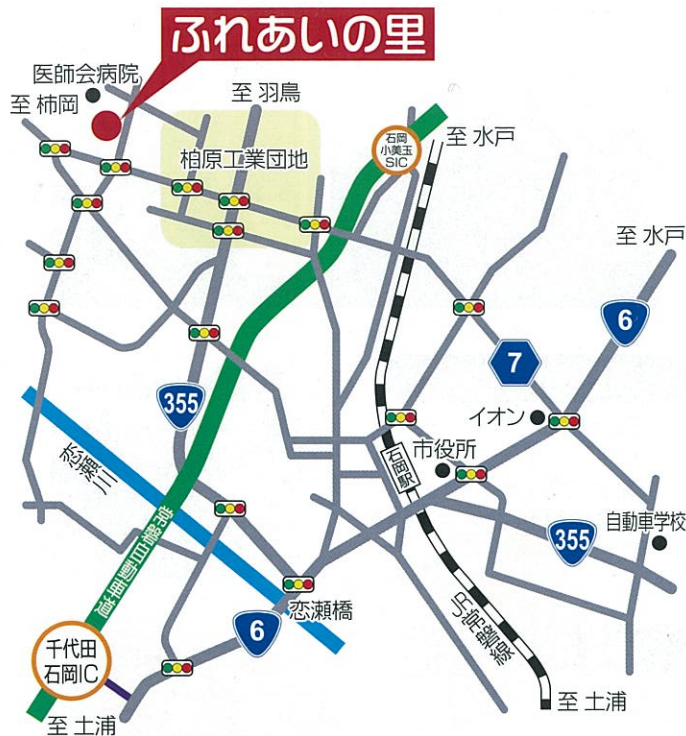 ふれあいの里
医師会病院
至 柿岡
至 羽鳥
柏原工業団地
石岡
小美玉
SIC
至 水戸
至 水戸
6
7
355
イオン
市役所
石岡駅
恋瀬川
常磐自動車道
355
自動車学校
恋瀬橋
6
JR常磐線
千代田
石岡IC
至 土浦
至 土浦